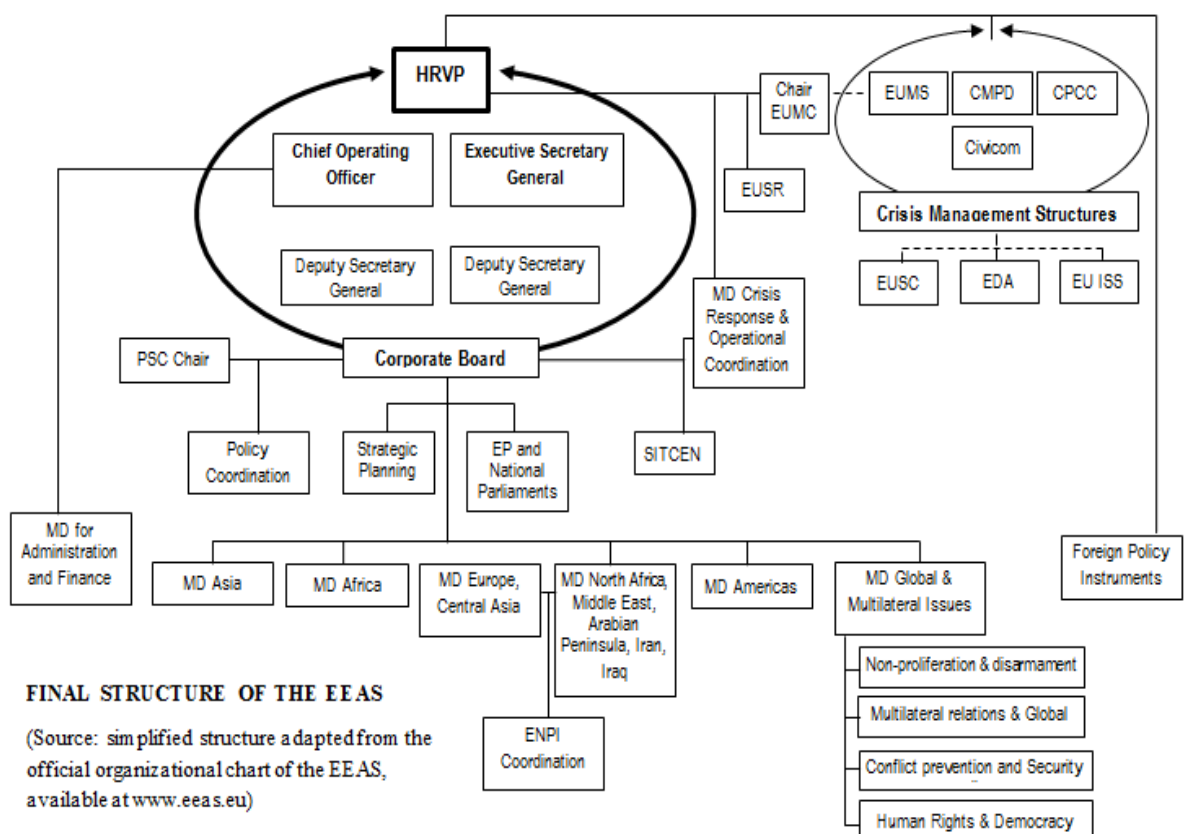 HRVP
Chair
EUMC
EUMS
CMPD
CPCC
Civicom
Chief Operating
Officer
Executive Secretary
General
EUSR
Crisis Management Structures
Deputy Secretary
General
Deputy Secretary
General
EUSC
EDA
EU ISS
MD Crisis
Response &
Operational
Coordination
PSC Chair
Corporate Board
Policy
Coordination
Strategic
Planning
EP and
National
Parliaments
SITCEN
MD for
Administration
and Finance
MD Asia
MD Africa
MD Europe,
Central Asia
MD North Africa,
Middle East,
Arabian
Peninsula, Iran,
Iraq
MD Americas
MD Global &
Multilateral Issues
Foreign Policy
Instruments
Non-proliferation & disarmament
Multilateral relations & Global
Conflict prevention and Security
Human Rights & Democracy
ENPI
Coordination
FINAL STRUCTURE OF THE EEAS
(Source: simplified structure adapted from the
official organizational chart of the EEAS,
available at www.eeas.eu)